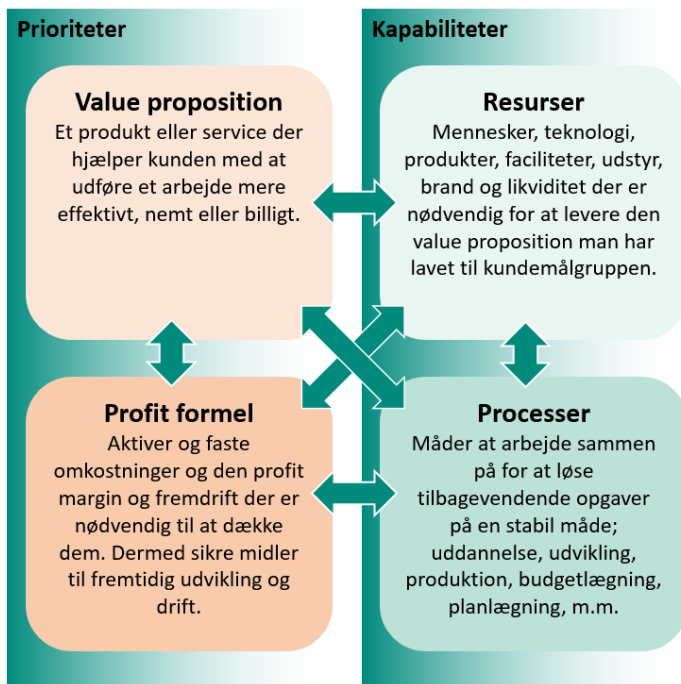 Prioriteter
Value proposition
Et produkt eller service der
hjælper kunden med at
udføre et arbejde mere
effektivt, nemt eller billigt.
Profit formel
Aktiver og faste
omkostninger og den profit
margin og fremdrift der er
nødvendig til at dække
dem. Dermed sikre midler
til fremtidig udvikling og
drift.
Kapabiliteter
Resurser
Mennesker, teknologi,
produkter, faciliteter, udstyr,
brand og likviditet der er
nødvendig for at levere den
value proposition man har
lavet til kundemålgruppen.
Processer
Måder at arbejde sammen
på for at løse
tilbagevendende opgaver
på en stabil måde;
uddannelse, udvikling,
produktion, budgetlægning,
planlægning, m.m.